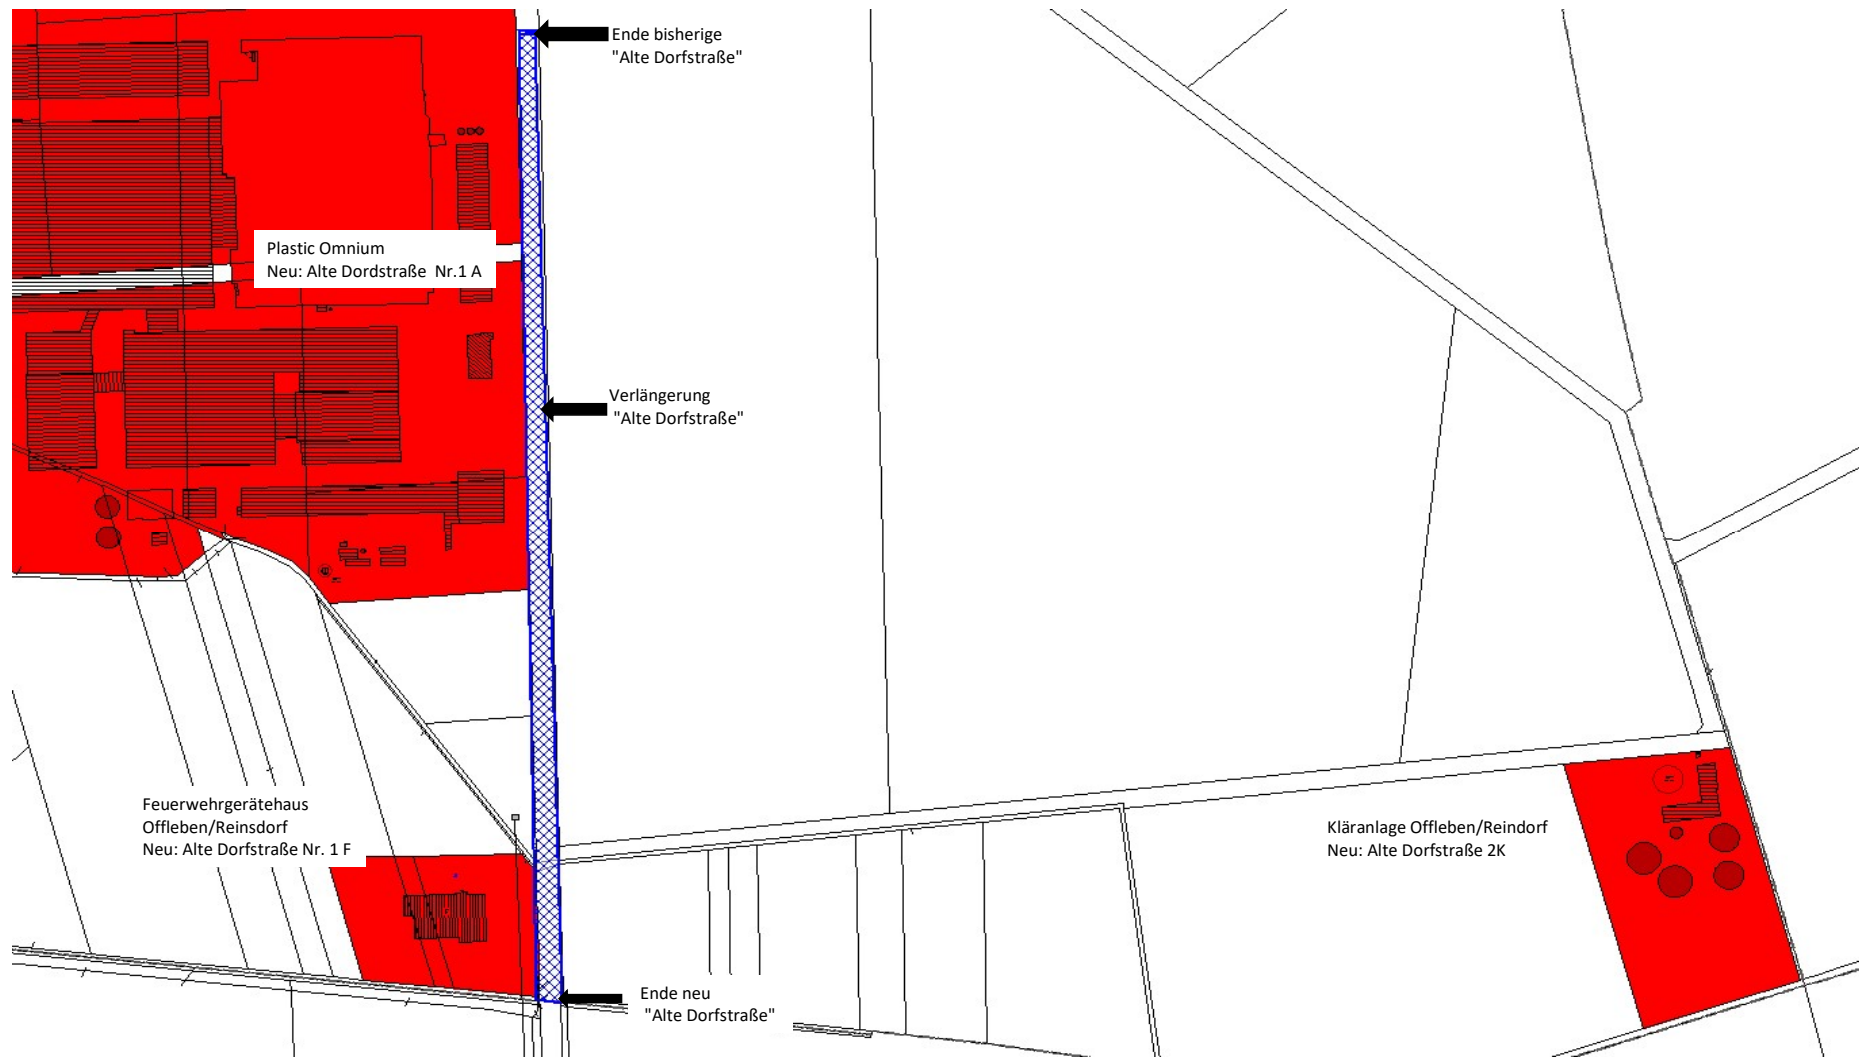 Ende bisherige
"Alte Dorfstraße"
Plastic Omnium
Neu: Alte Dordstraße Nr.1 A
Verlängerung
"Alte Dorfstraße"
Feuerwehrgerätehaus
Offleben/Reinsdorf
Neu: Alte Dorfstraße Nr. 1 F
Kläranlage Offleben/Reindorf
Neu: Alte Dorfstraße 2K
Ende neu
"Alte Dorfstraße"